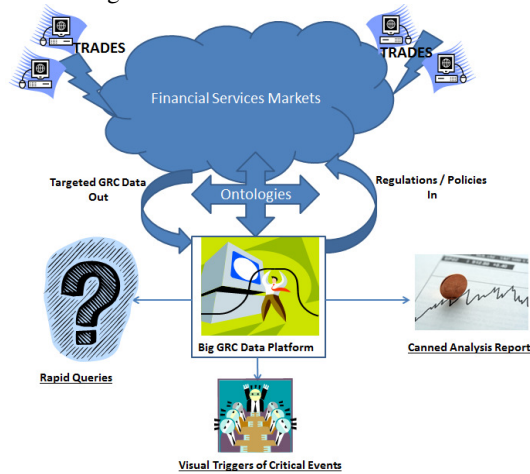 TRADES
TRADES
Financial Services Markets
Targeted GRC Data
Out
Ontologies
Regulations / Policies
In
Big GRC Data Platform
Rapid Queries
Canned Analysis Report
Visual Triggers of Critical Events